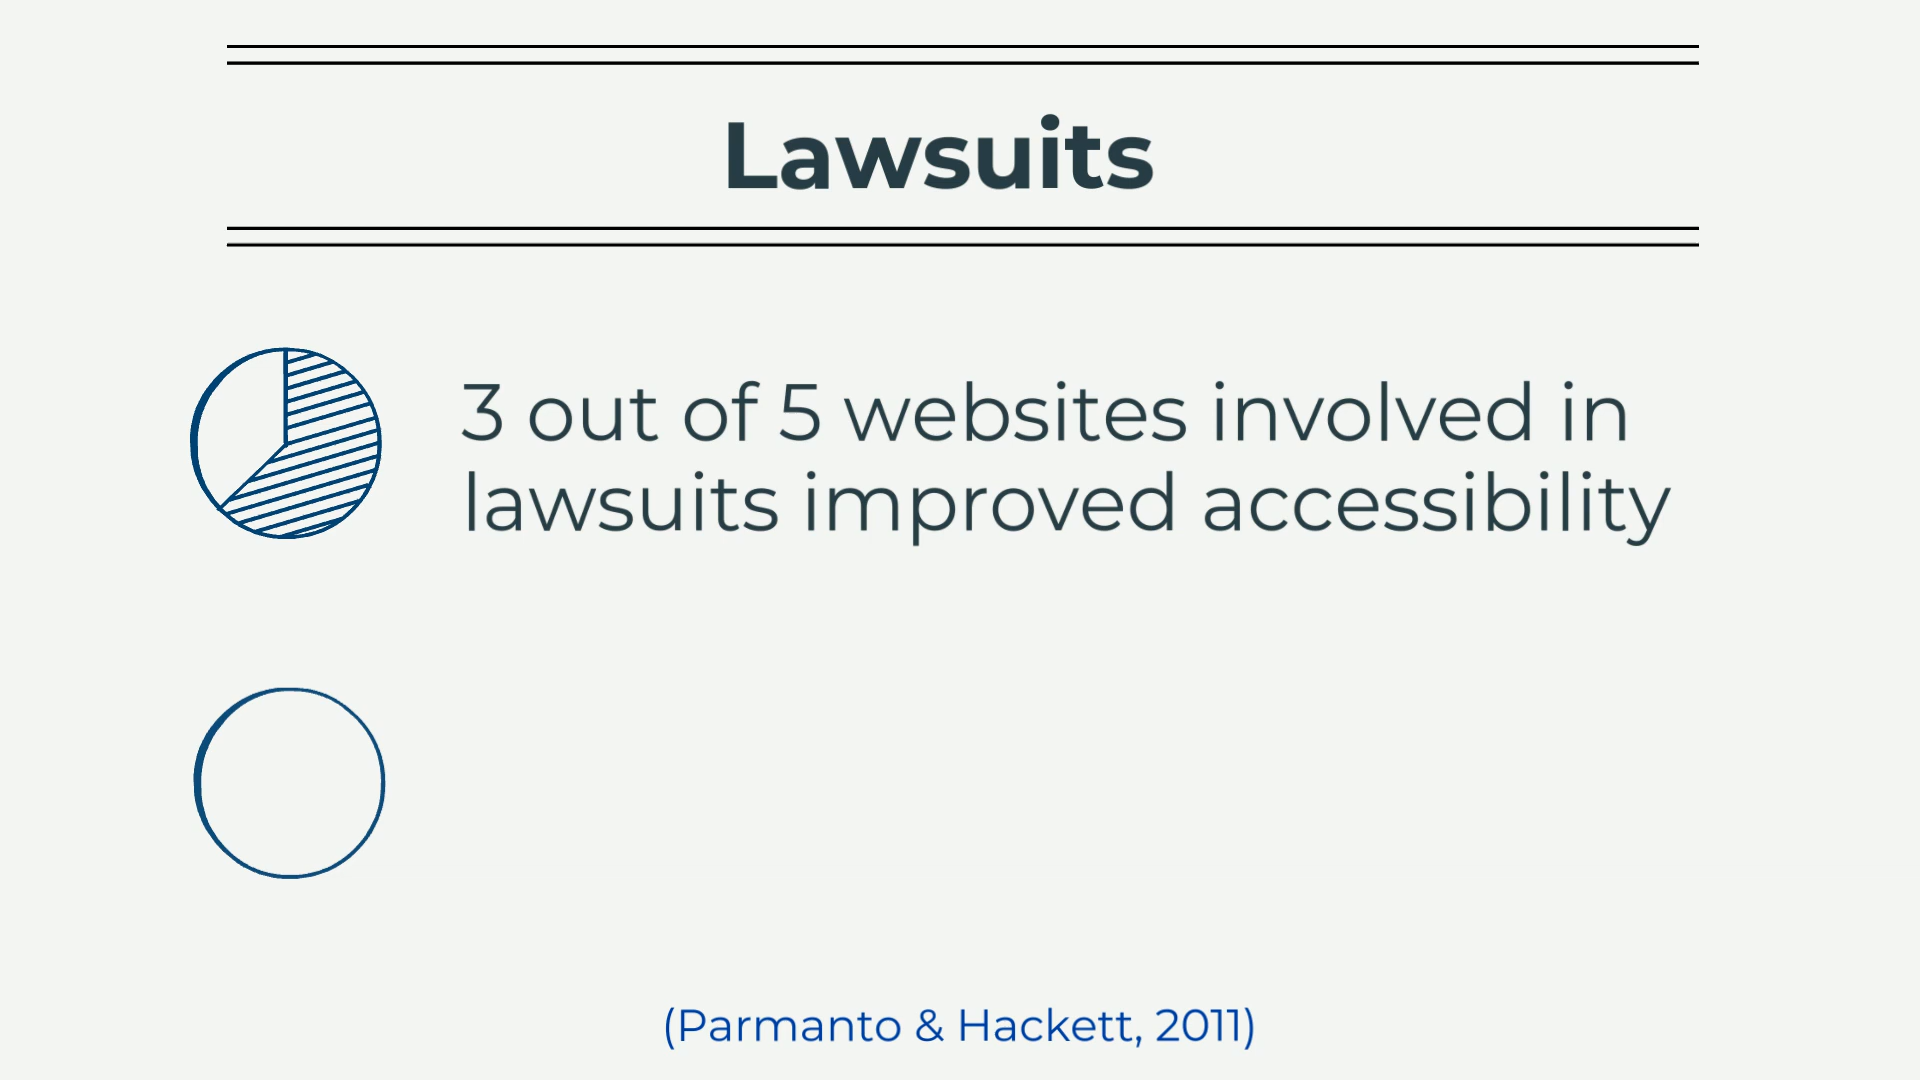 Lawsuits
3 out of 5 websites involved in
lawsuits improved accessibility
(Parmanto & Hackett, 2011)